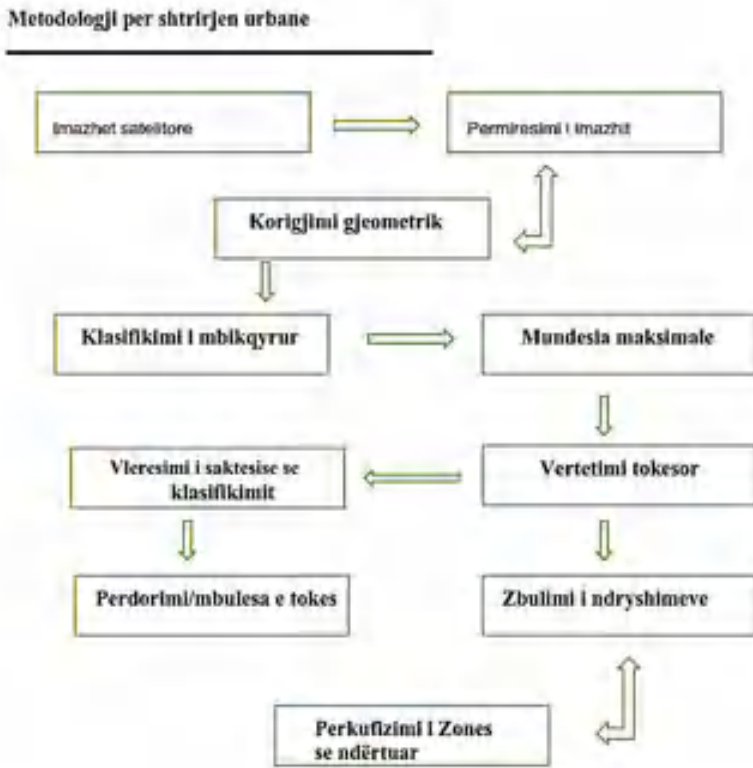 Metodologji per shtrirjen urbane
Imazhet satelitore
Permiresimi i Imazhit
Korigjimi gjeometrik
Klasifikimi i mbikqyrur
Mundesia maksimale
Vleresimi i saktesise se
klasifikimit
Vertetimi tokesor
Perdorimi/mbulesa e tokes
Zbulimi i ndryshimeve
Perkufizimi i Zones
se ndërtuar